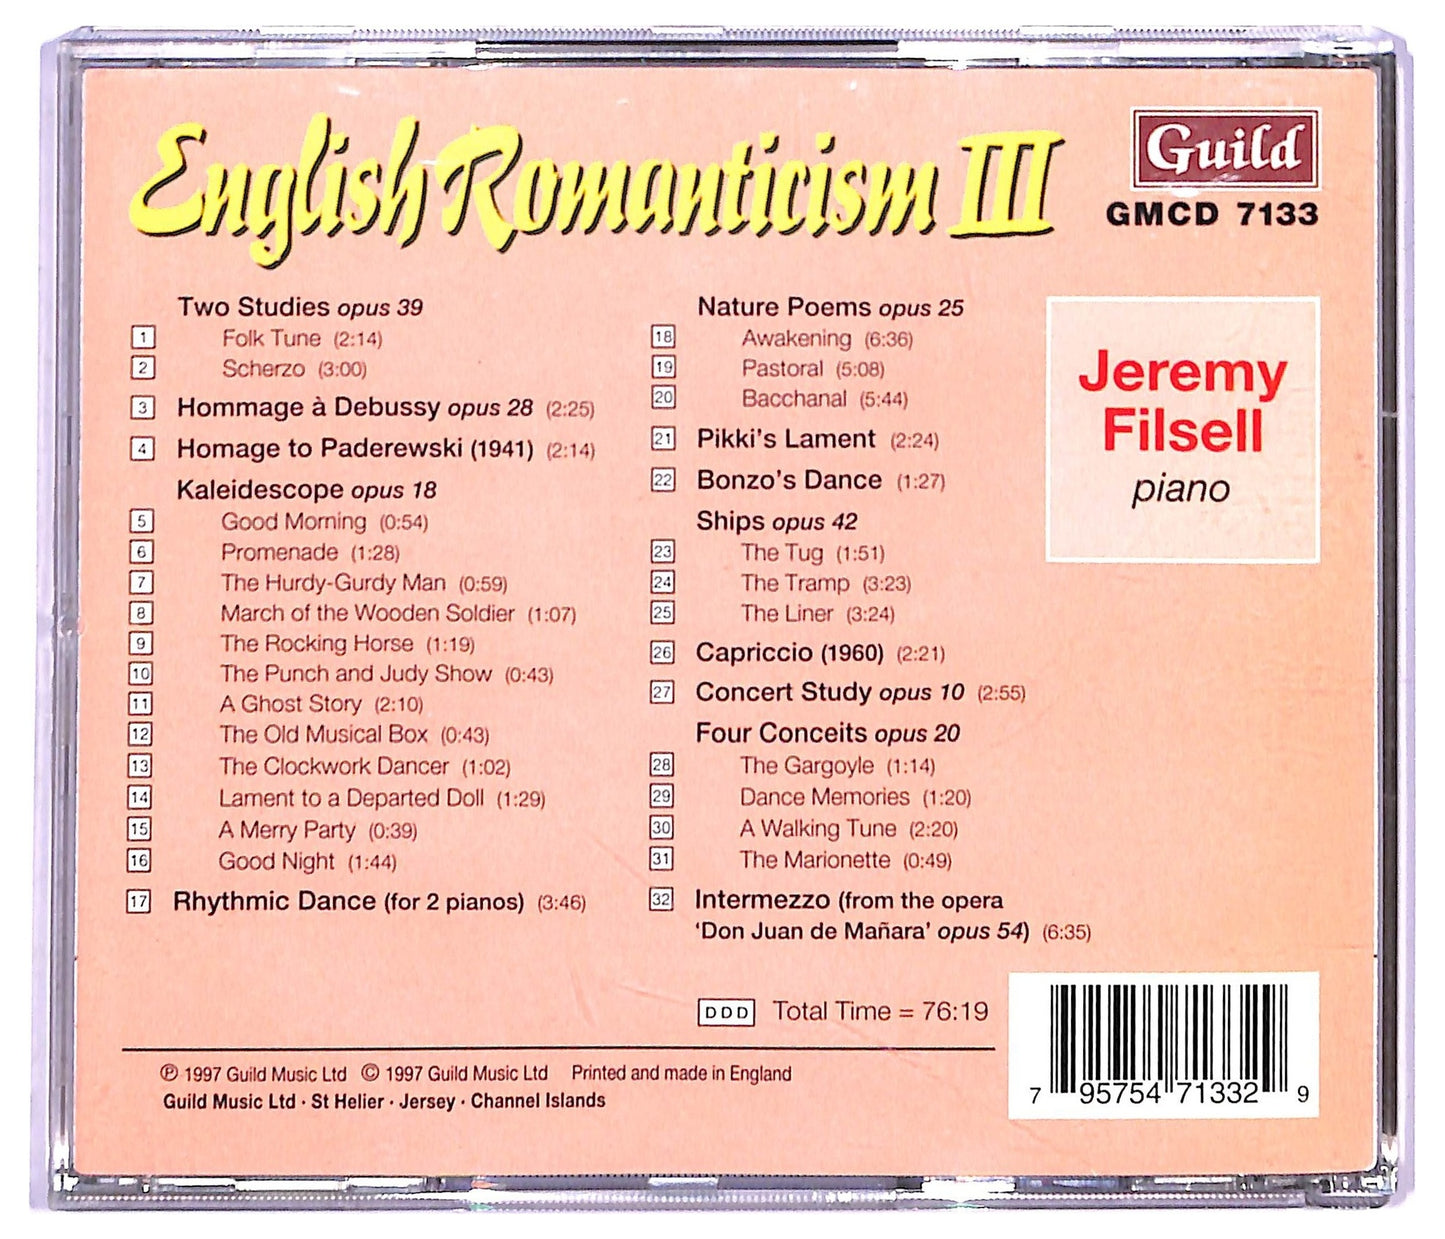 English Romanticism III
Guild
GMCD 7133
Two Studies opus 39
1 Folk Tune (2:14)
2 Scherzo (3:00)
3 Hommage à Debussy opus 28 (2:25)
4 Homage to Paderewski (1941) (2:14)
Kaleidescope opus 18
5 Good Morning (0:54)
6 Promenade (1:28)
7 The Hurdy-Gurdy Man (0:59)
8 March of the Wooden Soldier (1:07)
9 The Rocking Horse (1:19)
10 The Punch and Judy Show (0:43)
11 A Ghost Story (2:10)
12 The Old Musical Box (0:43)
13 The Clockwork Dancer (1:02)
14 Lament to a Departed Doll (1:29)
15 A Merry Party (0:39)
16 Good Night (1:44)
17 Rhythmic Dance (for 2 pianos) (3:46)
Nature Poems opus 25
18 Awakening (6:36)
19 Pastoral (5:08)
20 Bacchanal (5:44)
21 Pikki's Lament (2:24)
22 Bonzo's Dance (1:27)
Ships opus 42
23 The Tug (1:51)
24 The Tramp (3:23)
25 The Liner (3:24)
26 Capriccio (1960) (2:21)
27 Concert Study opus 10 (2:55)
Four Conceits opus 20
28 The Gargoyle (1:14)
29 Dance Memories (1:20)
30 A Walking Tune (2:20)
31 The Marionette (0:49)
32 Intermezzo (from the opera
'Don Juan de Mañara' opus 54) (6:35)
Jeremy
Filsell
piano
DDD Total Time = 76:19
℗ 1997 Guild Music Ltd © 1997 Guild Music Ltd Printed and made in England
Guild Music Ltd · St Helier · Jersey · Channel Islands
7 95754 71332 9